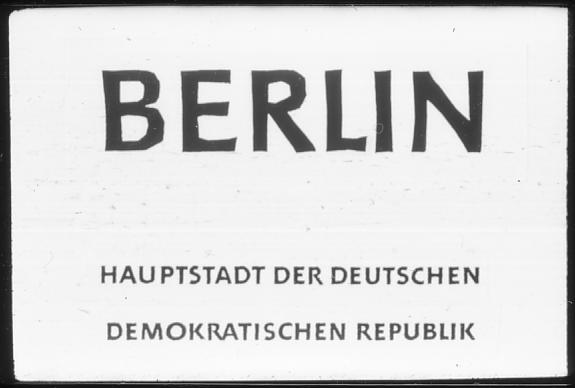 BERLIN
HAUPTSTADT DER DEUTSCHEN
DEMOKRATISCHEN REPUBLIK